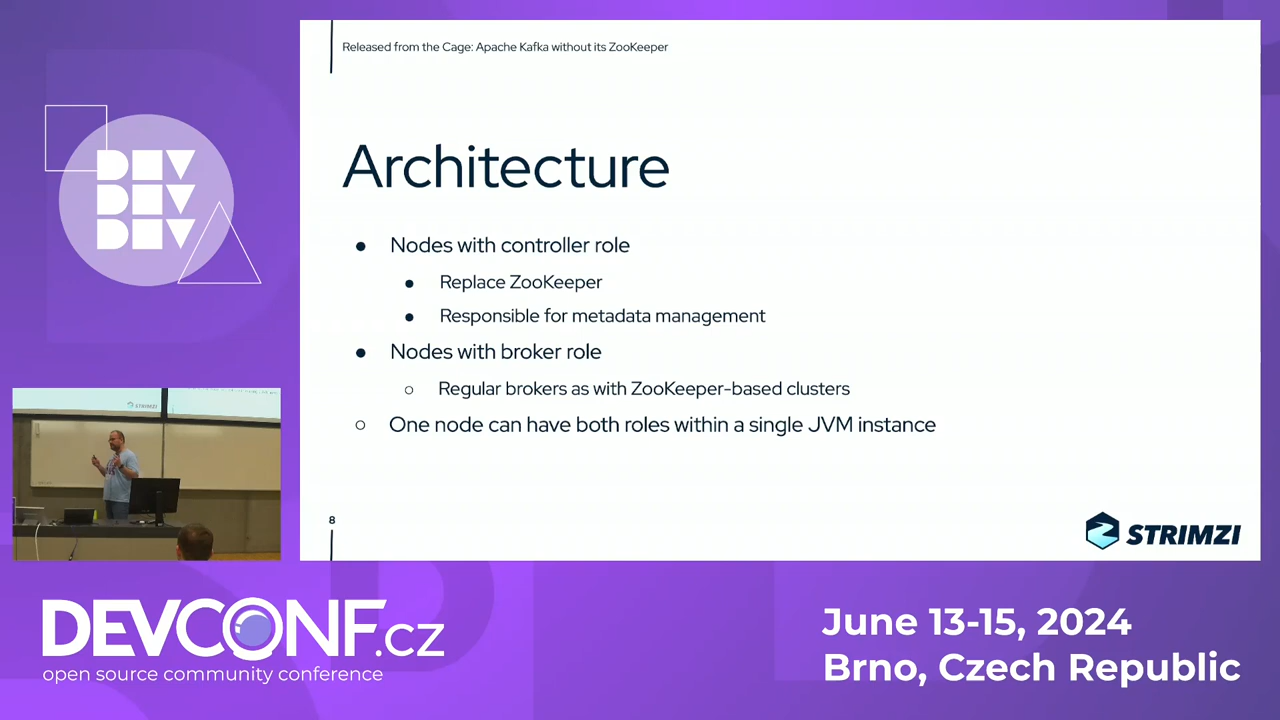 Released from the Cage: Apache Kafka without its ZooKeeper
Architecture
Nodes with controller role
Replace ZooKeeper
Responsible for metadata management
Nodes with broker role
Regular brokers as with ZooKeeper-based clusters
One node can have both roles within a single JVM instance
8
STRIMZI
DEV
DEV
DEV
STRIMZI
DEVCONF.cz
open source community conference
June 13-15, 2024
Brno, Czech Republic